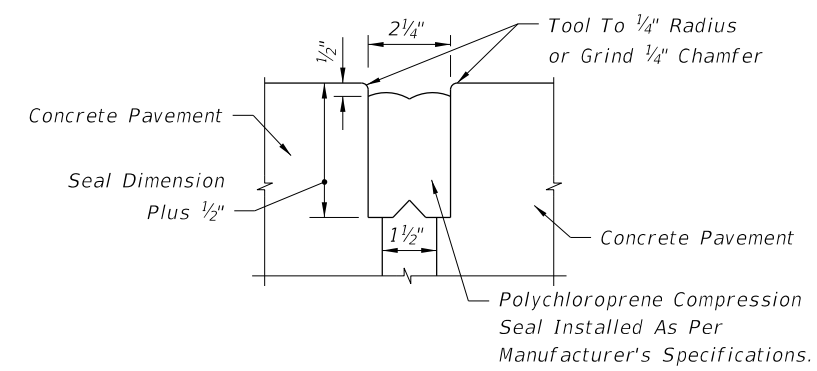 2¼"
Tool To ¼" Radius
or Grind ¼" Chamfer
½"
Concrete Pavement
Seal Dimension
Plus ½"
1½"
Concrete Pavement
Polychloroprene Compression
Seal Installed As Per
Manufacturer's Specifications.